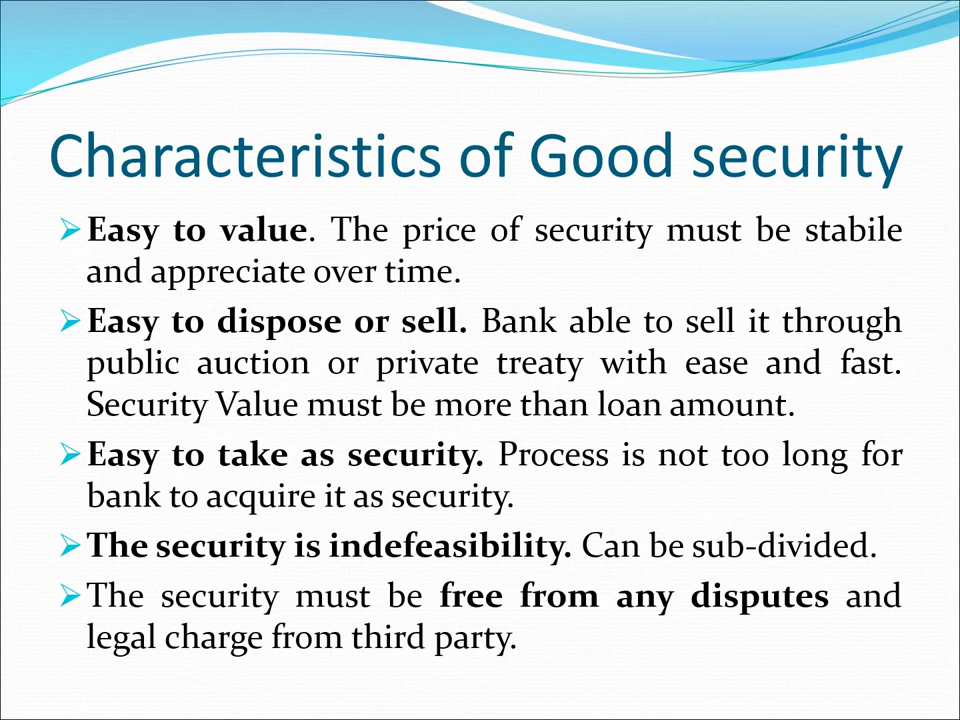 Characteristics of Good security
Easy to value. The price of security must be stabile
and appreciate over time.
Easy to dispose or sell. Bank able to sell it through
public auction or private treaty with ease and fast.
Security Value must be more than loan amount.
Easy to take as security. Process is not too long for
bank to acquire it as security.
The security is indefeasibility. Can be sub-divided.
The security must be free from any disputes and
legal charge from third party.